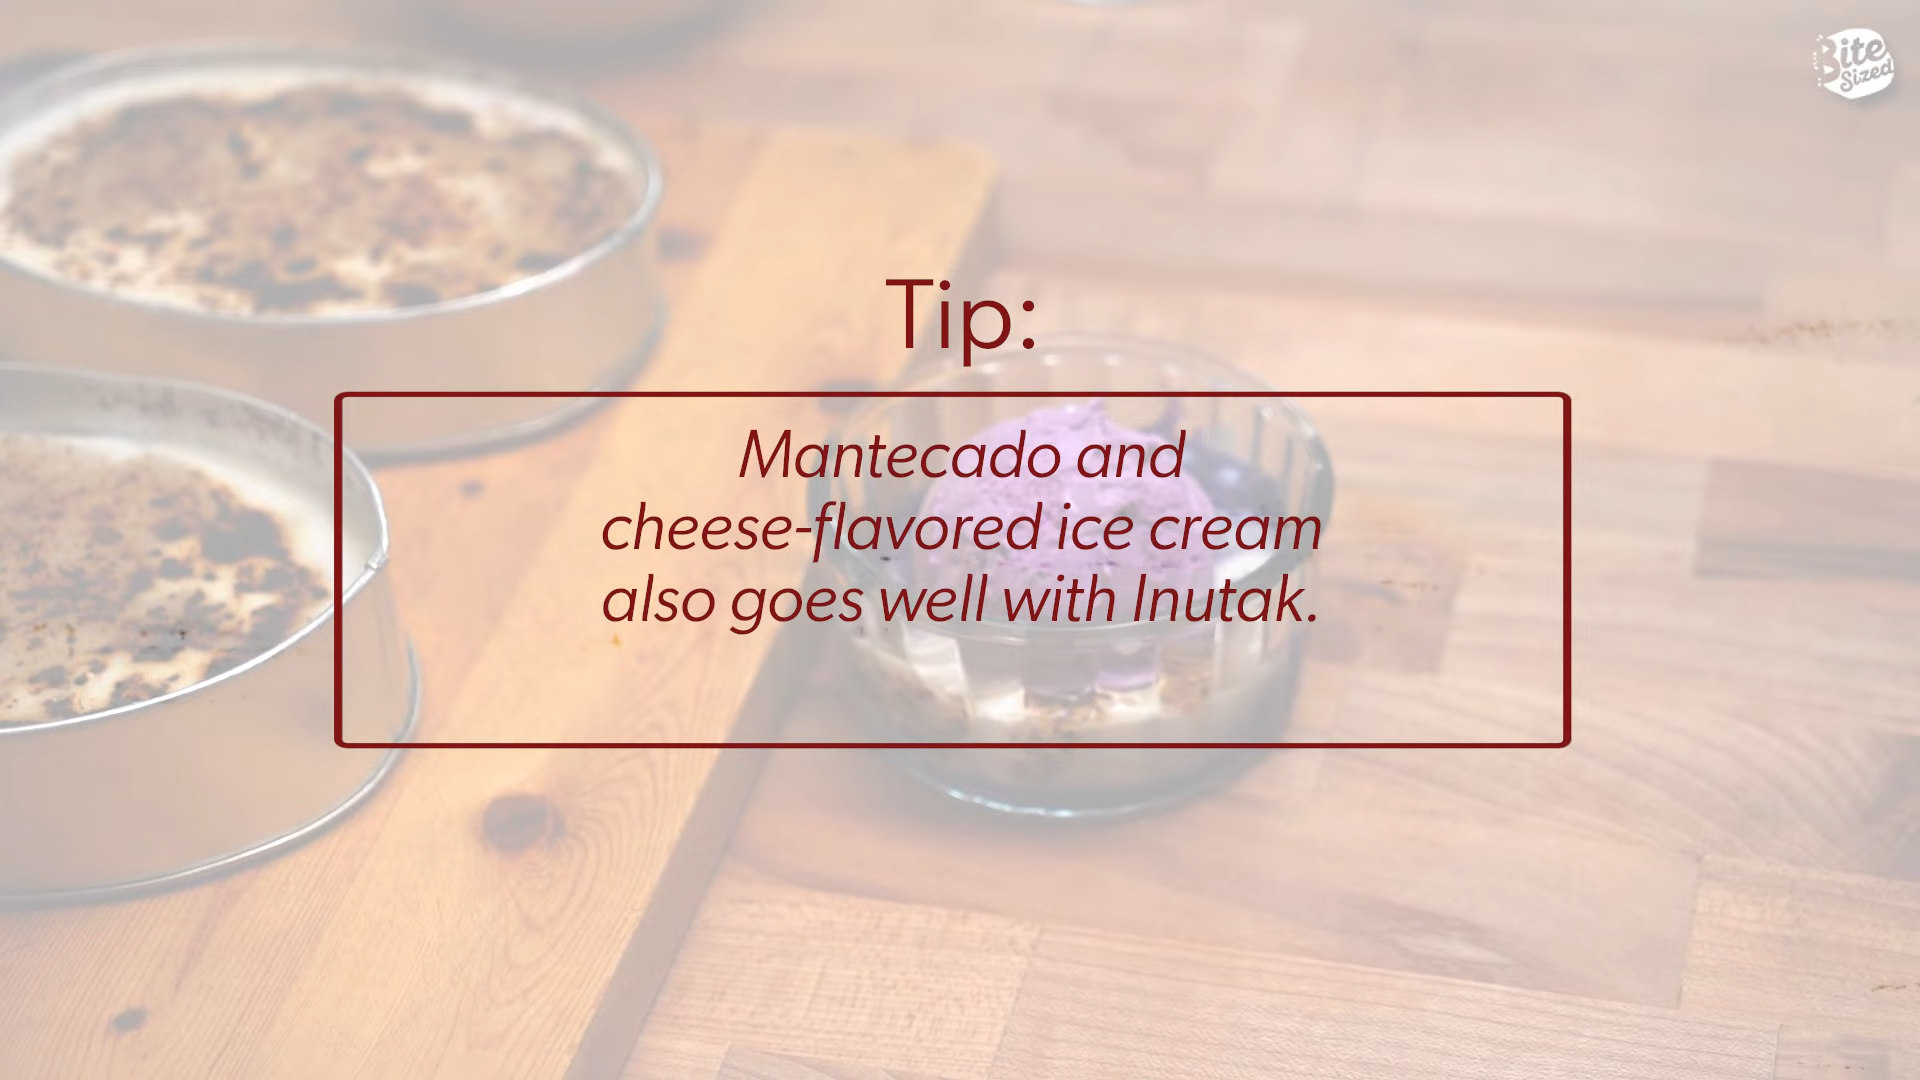 Bite
Sized
Tip:
Mantecado and
cheese-flavored ice cream
also goes well with Inutak.